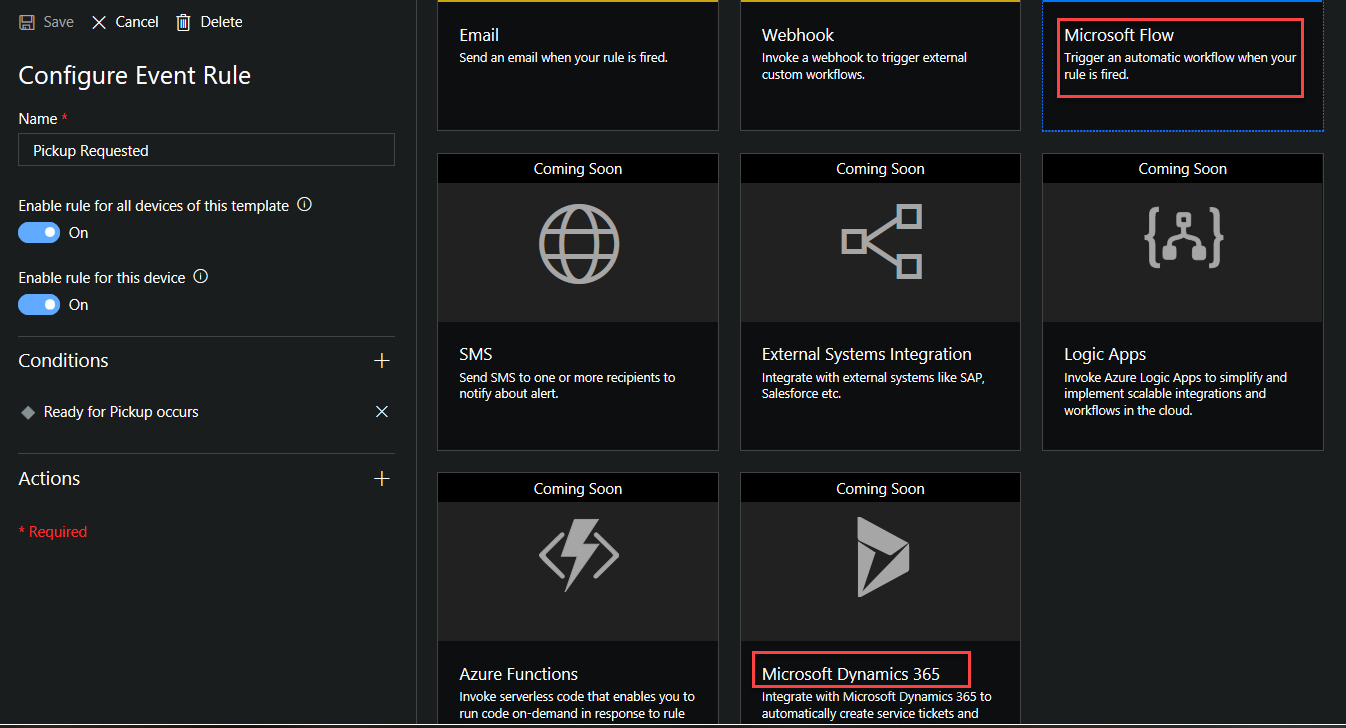 Save Cancel Delete
Configure Event Rule
Name *
Pickup Requested
Enable rule for all devices of this template
On
Enable rule for this device
On
Conditions
Ready for Pickup occurs
Actions
* Required
Email
Send an email when your rule is fired.
Webhook
Invoke a webhook to trigger external
custom workflows.
Microsoft Flow
Trigger an automatic workflow when your
rule is fired.
Coming Soon
SMS
Send SMS to one or more recipients to
notify about alert.
Coming Soon
External Systems Integration
Integrate with external systems like SAP,
Salesforce etc.
Coming Soon
Logic Apps
Invoke Azure Logic Apps to simplify and
implement scalable integrations and
workflows in the cloud.
Coming Soon
Azure Functions
Invoke serverless code that enables you to
run code on-demand in response to rule
Coming Soon
Microsoft Dynamics 365
Integrate with Microsoft Dynamics 365 to
automatically create service tickets and